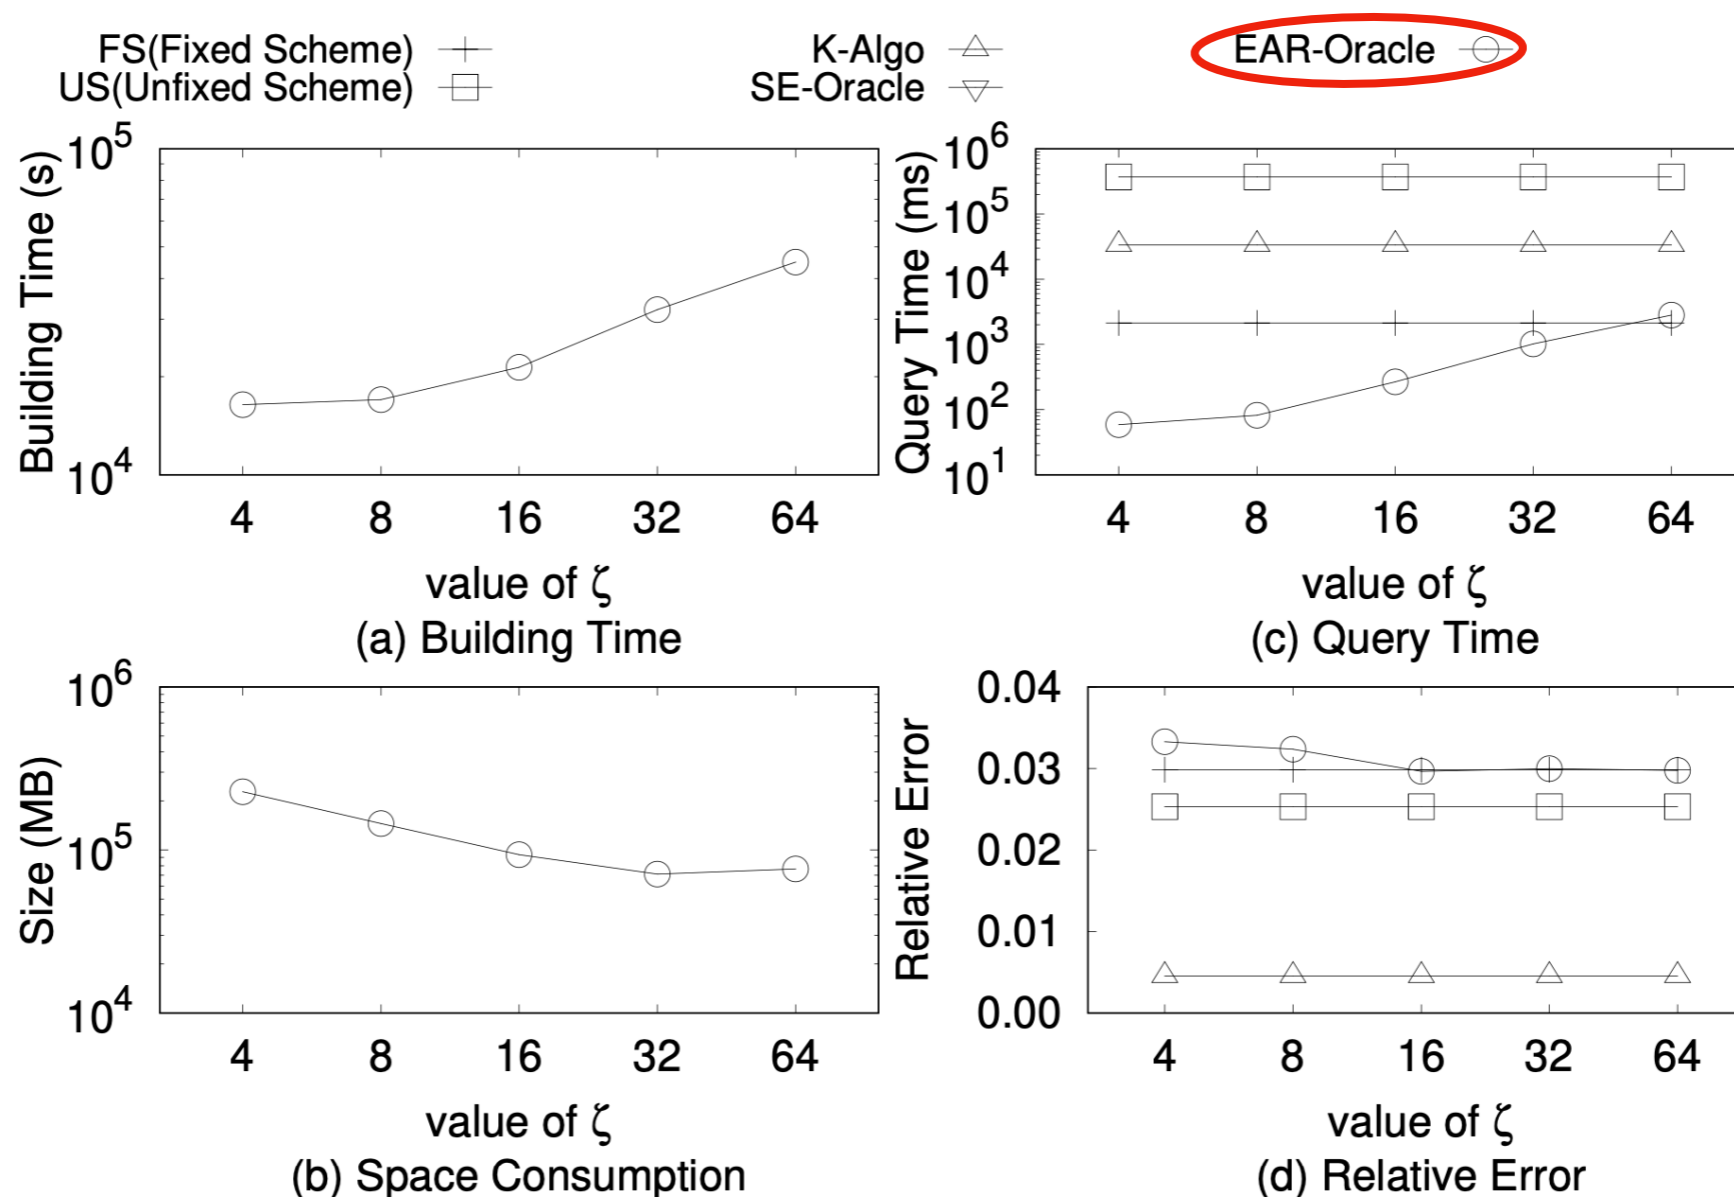 FS(Fixed Scheme)
US(Unfixed Scheme)
K-Algo
SE-Oracle
EAR-Oracle
Building Time (s)
10^5
10^4
4 8 16 32 64
value of ζ
(a) Building Time
Query Time (ms)
10^6
10^5
10^4
10^3
10^2
10^1
4 8 16 32 64
value of ζ
(c) Query Time
Size (MB)
10^6
10^5
10^4
4 8 16 32 64
value of ζ
(b) Space Consumption
Relative Error
0.04
0.03
0.02
0.01
0.00
4 8 16 32 64
value of ζ
(d) Relative Error